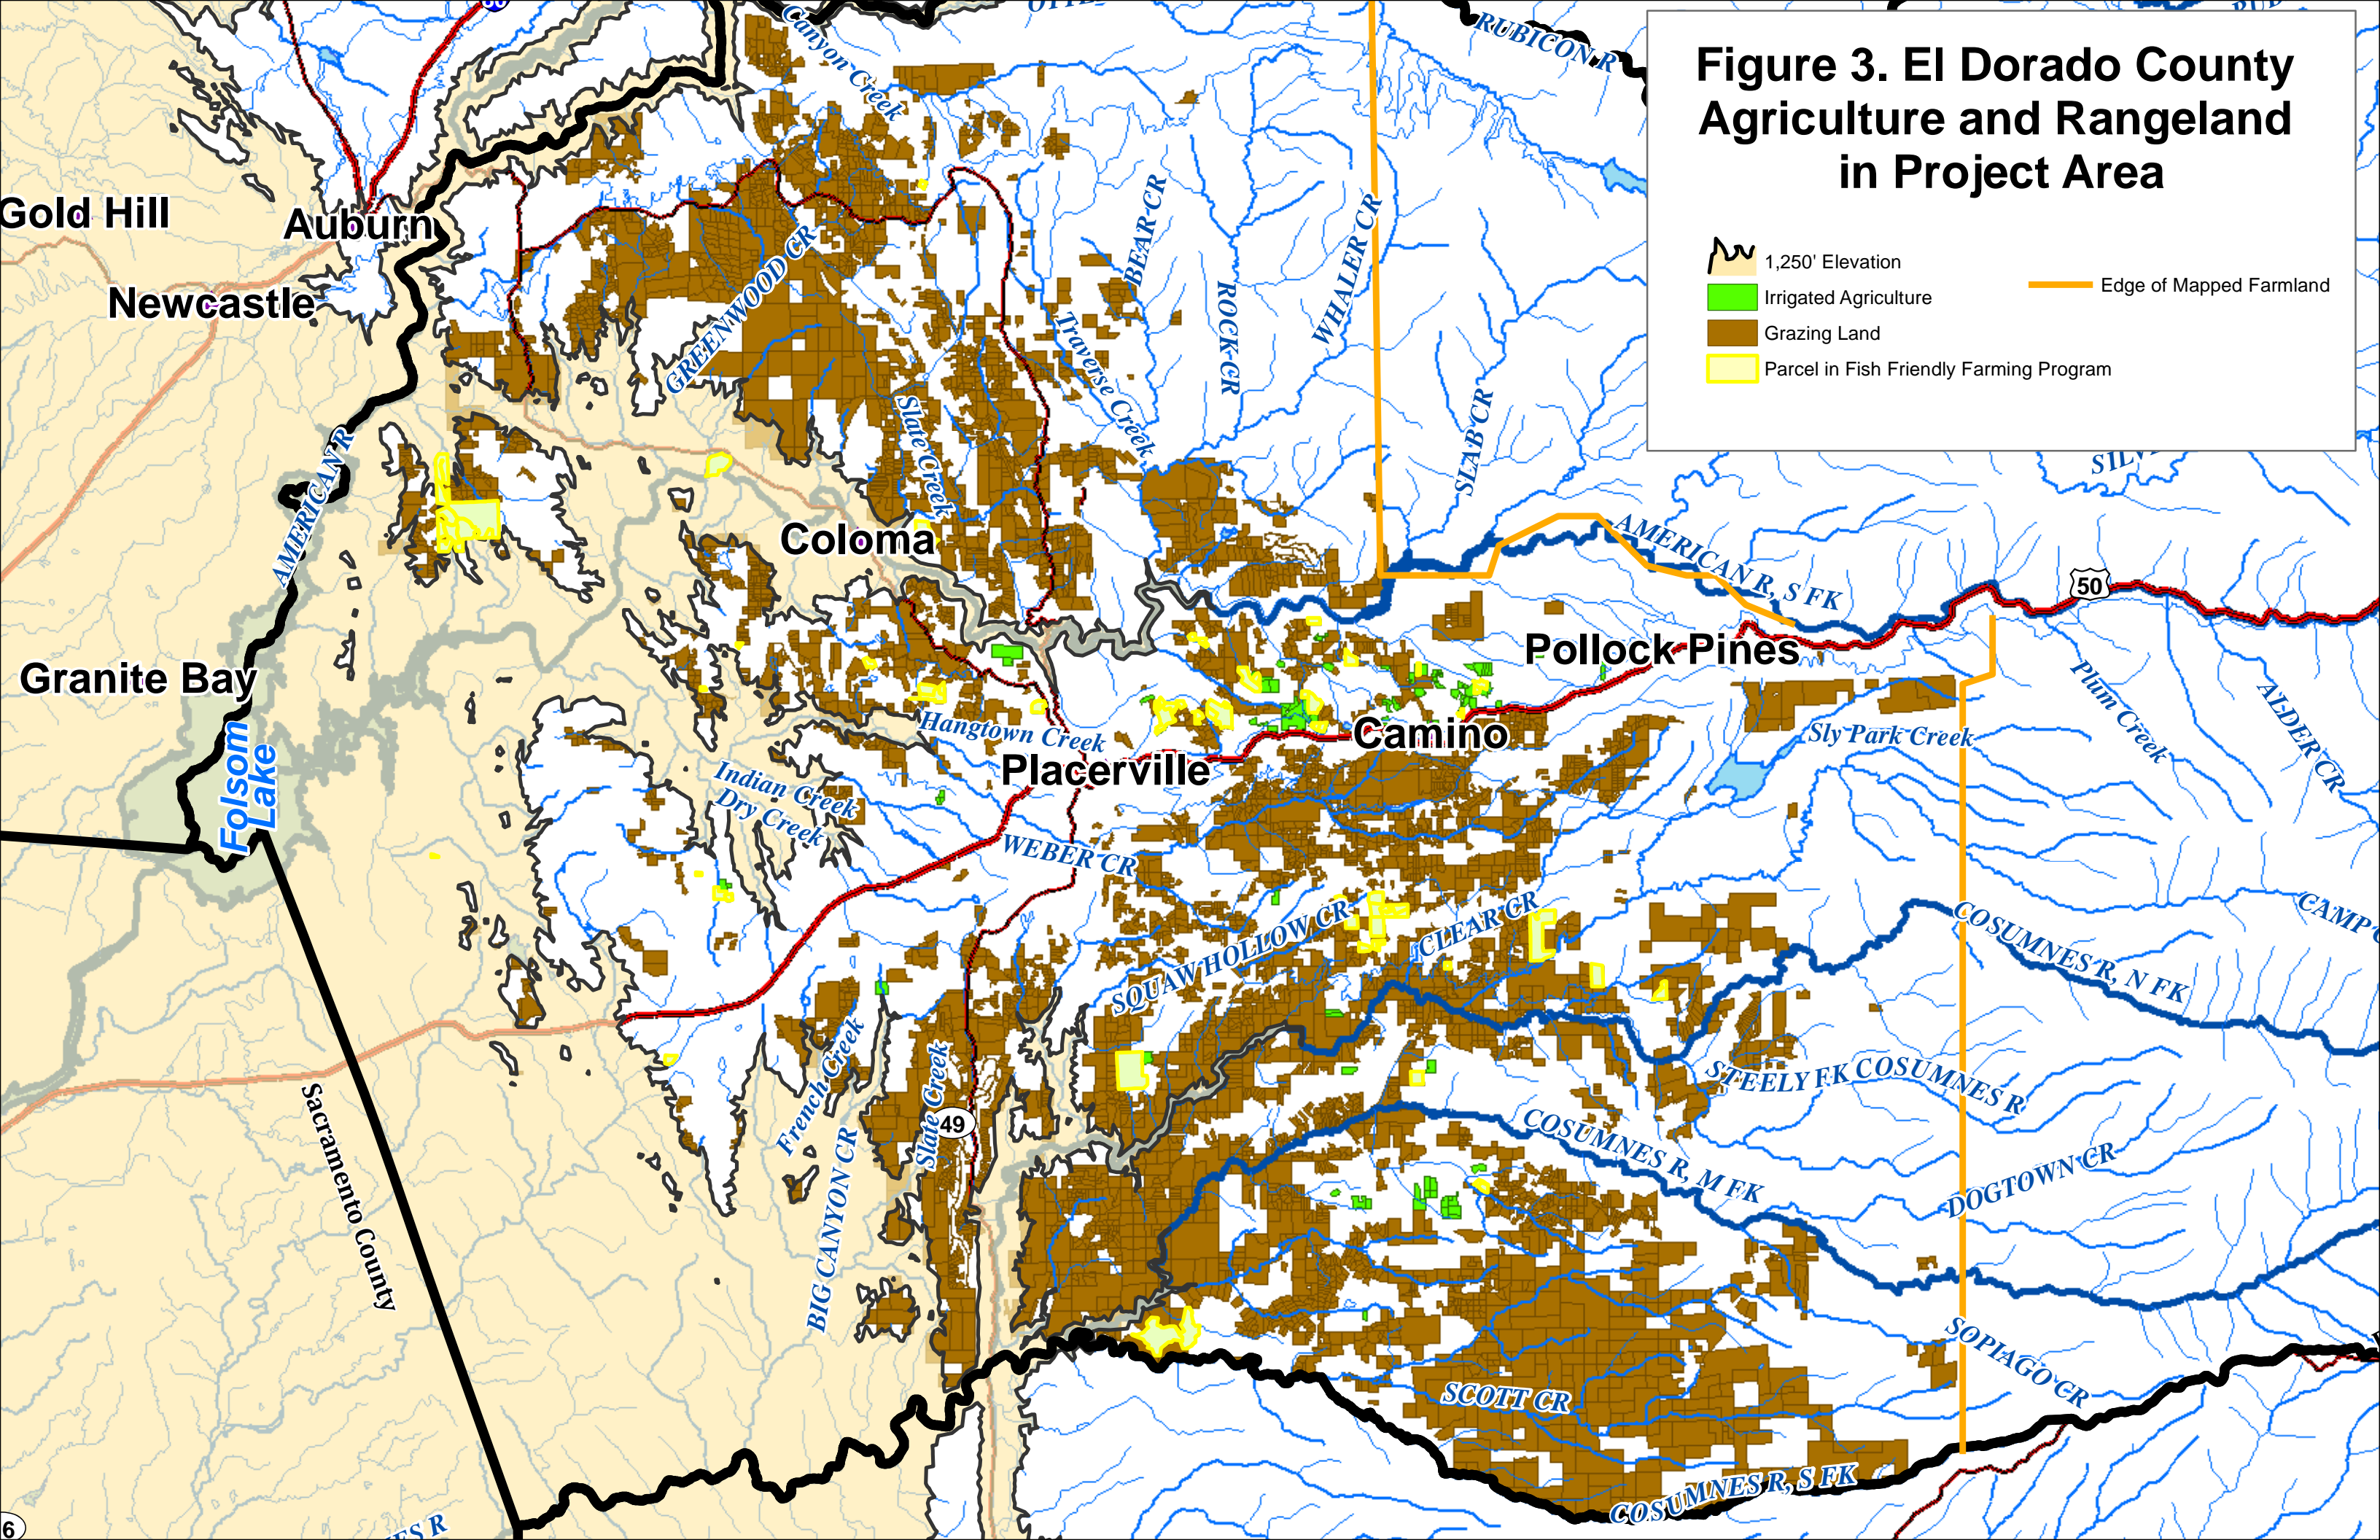 Figure 3. El Dorado County
Agriculture and Rangeland
in Project Area
1,250' Elevation
Irrigated Agriculture
Grazing Land
Parcel in Fish Friendly Farming Program
Edge of Mapped Farmland
Canyon Creek
RUBICON R
Gold Hill
Auburn
Newcastle
GREENWOOD CR
BEAR CR
ROCK CR
WHALER CR
Traverse Creek
Slate Creek
SLAB CR
AMERICAN R
Coloma
AMERICAN R, S FK
50
Pollock Pines
Granite Bay
Folsom
Lake
Hangtown Creek
Placerville
Camino
Sly Park Creek
Plum Creek
ALDER CR
Indian Creek
Dry Creek
WEBER CR
SQUAW HOLLOW CR
CLEAR CR
COSUMNES R, N FK
CAMP
French Creek
Slate Creek
49
BIG CANYON CR
STEELY FK COSUMNES R
COSUMNES R, M FK
DOGTOWN CR
Sacramento County
SOPIAGO CR
SCOTT CR
COSUMNES R, S FK
6